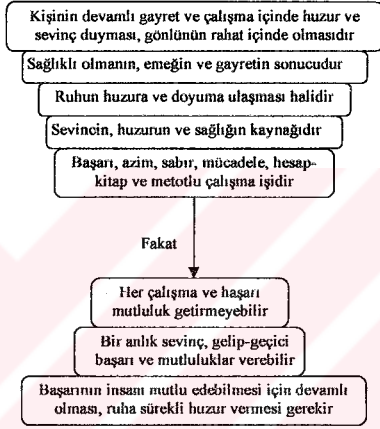 Kişinin devamlı gayret ve çalışma içinde huzur ve
sevinç duyması, gönlünün rahat içinde olmasıdır
Sağlıklı olmanın, emeğin ve gayretin sonucudur
Ruhun huzura ve doyuma ulaşması halidir
Sevincin, huzurun ve sağlığın kaynağıdır
Başarı, azim, sabır, mücadele, hesap-
kitap ve metotlu çalışma işidir
Fakat
Her çalışma ve başarı
mutluluk getirmeyebilir
Bir anlık sevinç, gelip-geçici
başarı ve mutluluklar verebilir
Başarının insanı mutlu edebilmesi için devamlı
olması, ruha sürekli huzur vermesi gerekir